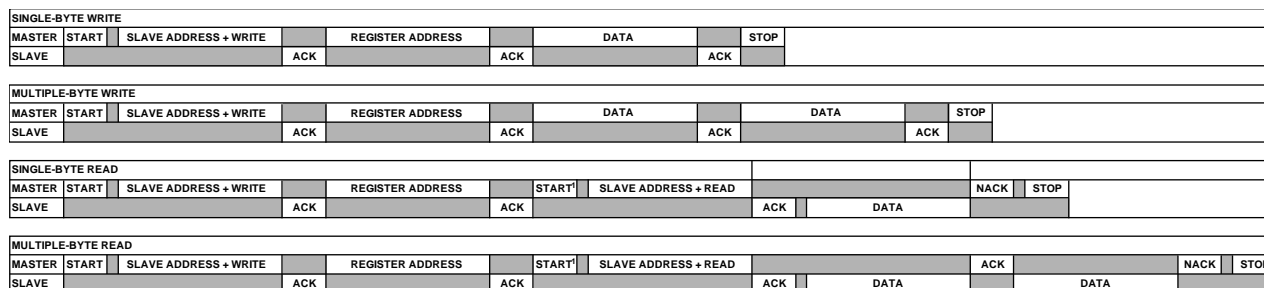 SINGLE-BYTE WRITE
MASTER START SLAVE ADDRESS + WRITE REGISTER ADDRESS DATA STOP
SLAVE ACK ACK ACK
MULTIPLE-BYTE WRITE
MASTER START SLAVE ADDRESS + WRITE REGISTER ADDRESS DATA DATA STOP
SLAVE ACK ACK ACK ACK
SINGLE-BYTE READ
MASTER START SLAVE ADDRESS + WRITE REGISTER ADDRESS START¹ SLAVE ADDRESS + READ NACK STOP
SLAVE ACK ACK ACK DATA
MULTIPLE-BYTE READ
MASTER START SLAVE ADDRESS + WRITE REGISTER ADDRESS START¹ SLAVE ADDRESS + READ ACK NACK
SLAVE ACK ACK ACK DATA DATA